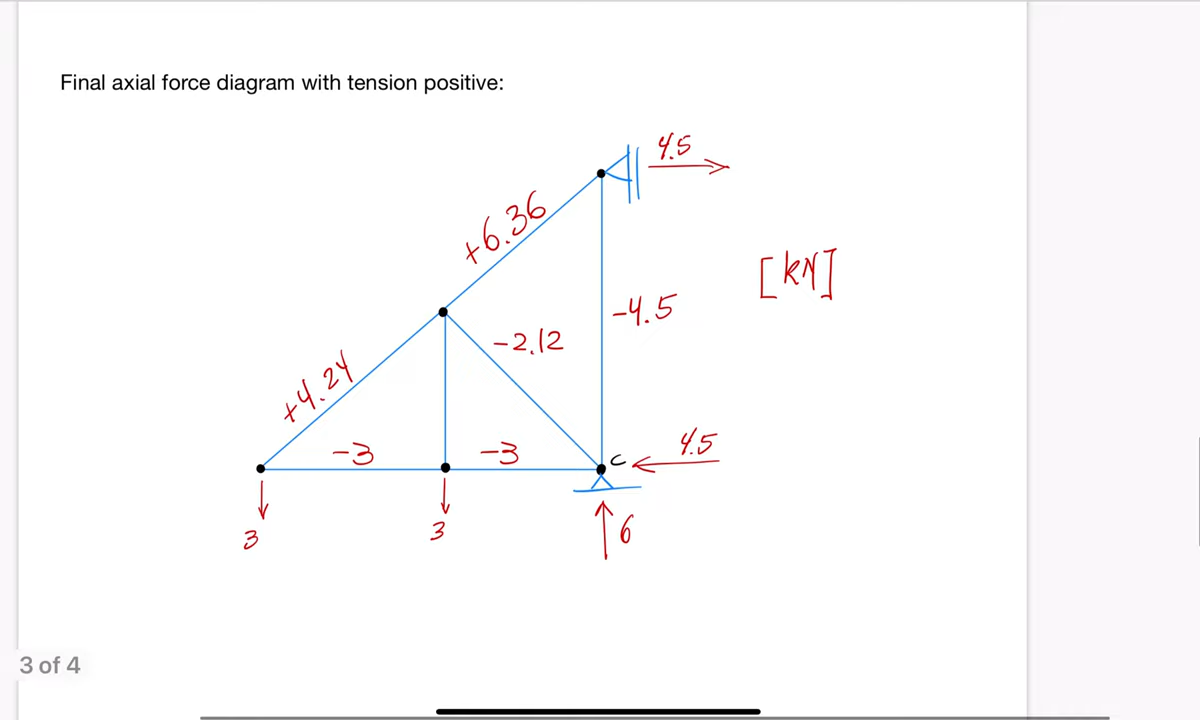 Final axial force diagram with tension positive:
4.5
+6.36
[kN]
-4.5
-2.12
+4.24
-3
-3
C
4.5
3
3
6
3 of 4